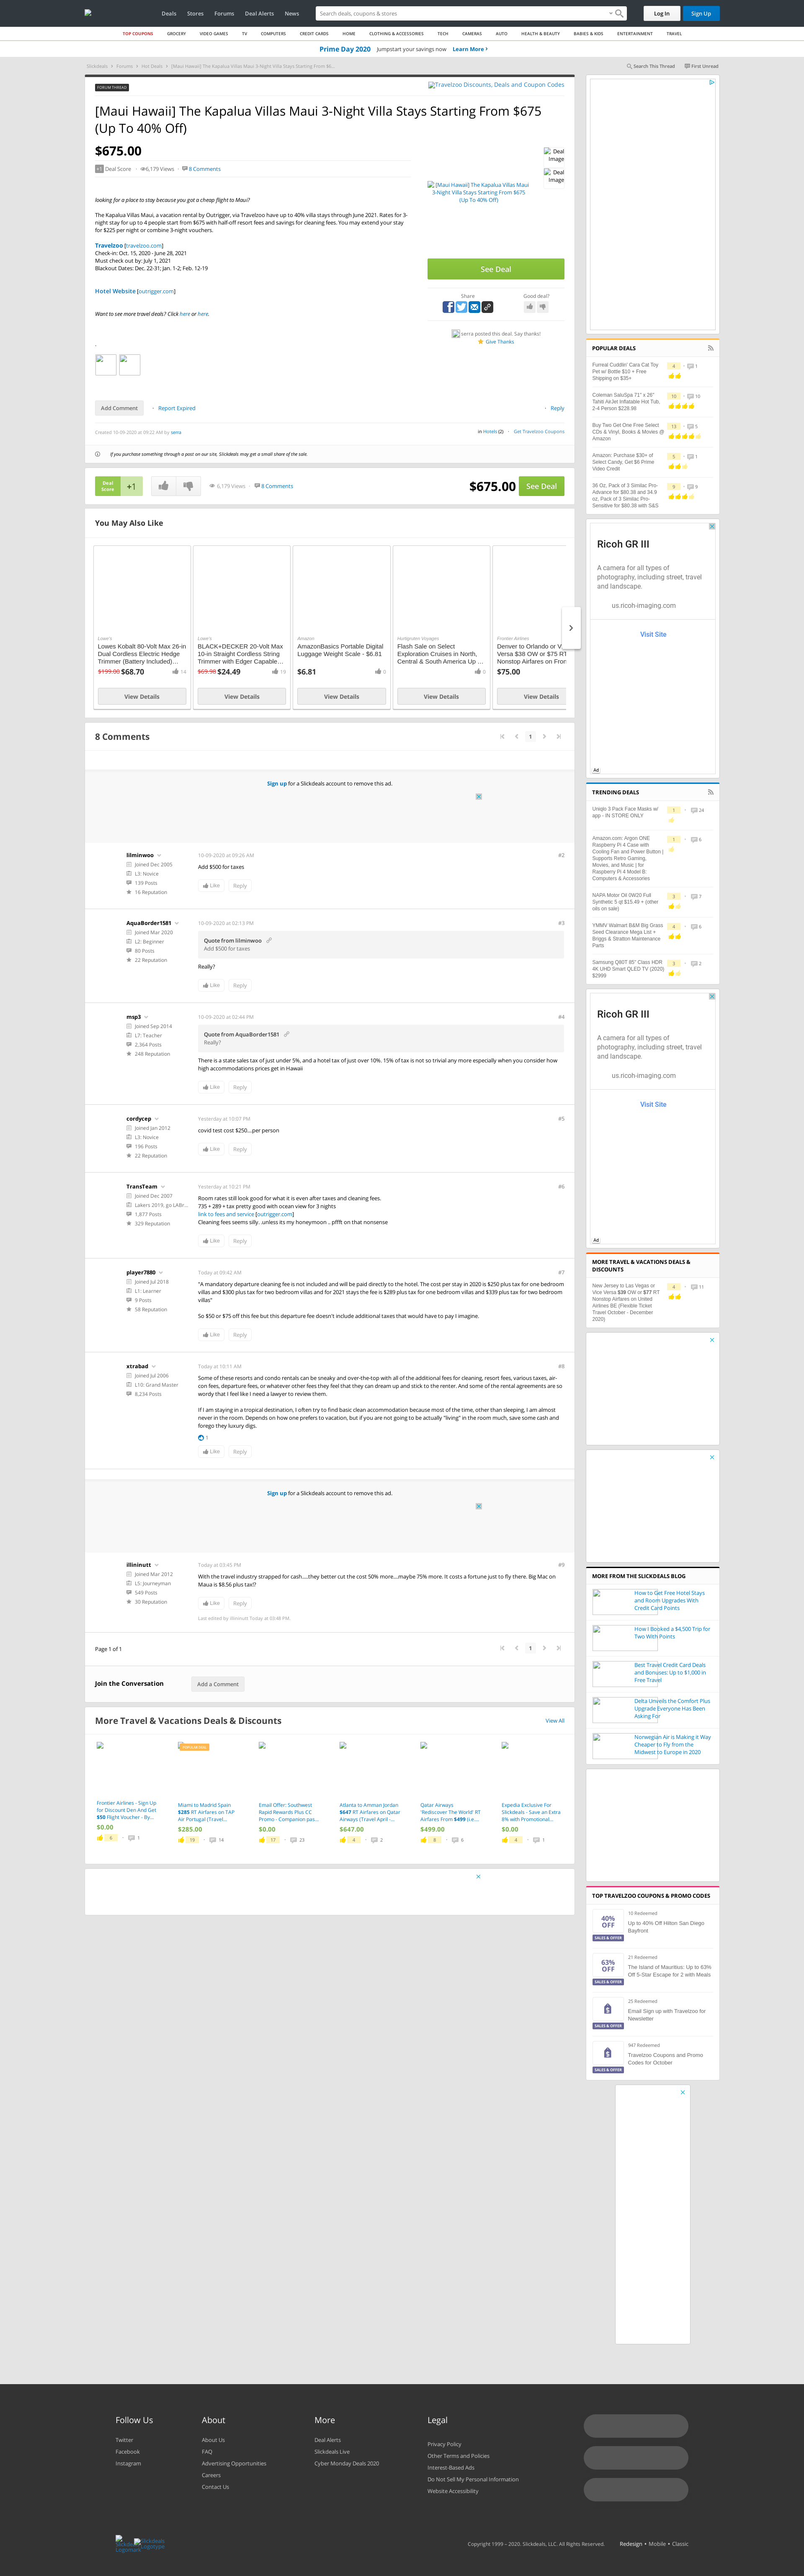 Deals Stores Forums Deal Alerts News
Search deals, coupons & stores
Log In Sign Up
TOP COUPONS GROCERY VIDEO GAMES TV COMPUTERS CREDIT CARDS HOME CLOTHING & ACCESSORIES TECH CAMERAS AUTO HEALTH & BEAUTY BABIES & KIDS ENTERTAINMENT TRAVEL
Prime Day 2020 Jumpstart your savings now Learn More
Slickdeals Forums Hot Deals [Maui Hawaii] The Kapalua Villas Maui 3-Night Villa Stays Starting From $6...
Search This Thread First Unread
FORUM THREAD
Travelzoo Discounts, Deals and Coupon Codes
[Maui Hawaii] The Kapalua Villas Maui 3-Night Villa Stays Starting From $675
(Up To 40% Off)
$675.00
+1 Deal Score 6,179 Views 8 Comments
Deal Image
Deal Image
[Maui Hawaii] The Kapalua Villas Maui
3-Night Villa Stays Starting From $675
(Up To 40% Off)
looking for a place to stay because you got a cheap flight to Maui?
The Kapalua Villas Maui, a vacation rental by Outrigger, via Travelzoo have up to 40% villa stays through June 2021. Rates for 3-
night stay for up to 4 people start from $675 with half-off resort fees and savings for cleaning fees. You may extend your stay
for $225 per night or combine 3-night vouchers.
Travelzoo [travelzoo.com]
Check-in: Oct. 15, 2020 - June 28, 2021
Must check out by: July 1, 2021
Blackout Dates: Dec. 22-31; Jan. 1-2; Feb. 12-19
Hotel Website [outrigger.com]
Want to see more travel deals? Click here or here.
See Deal
Share
Good deal?
serra posted this deal. Say thanks!
Give Thanks
Add Comment Report Expired Reply
Created 10-09-2020 at 09:22 AM by serra
in Hotels (2) Get Travelzoo Coupons
If you purchase something through a post on our site, Slickdeals may get a small share of the sale.
Deal
Score +1
6,179 Views 8 Comments
$675.00 See Deal
You May Also Like
Lowe's
Lowes Kobalt 80-Volt Max 26-in
Dual Cordless Electric Hedge
Trimmer (Battery Included)...
$199.00 $68.70 14
View Details
Lowe's
BLACK+DECKER 20-Volt Max
10-in Straight Cordless String
Trimmer with Edger Capable...
$69.98 $24.49 19
View Details
Amazon
AmazonBasics Portable Digital
Luggage Weight Scale - $6.81
$6.81 0
View Details
Hurtigruten Voyages
Flash Sale on Select
Exploration Cruises in North,
Central & South America Up ...
0
View Details
Frontier Airlines
Denver to Orlando or V
Versa $38 OW or $75 RT
Nonstop Airfares on Fron
$75.00
View Details
8 Comments
1
Sign up for a Slickdeals account to remove this ad.
lilminwoo
Joined Dec 2005
L3: Novice
139 Posts
16 Reputation
10-09-2020 at 09:26 AM #2
Add $500 for taxes
Like Reply
AquaBorder1581
Joined Mar 2020
L2: Beginner
80 Posts
22 Reputation
10-09-2020 at 02:13 PM #3
Quote from lilminwoo
Add $500 for taxes
Really?
Like Reply
msp3
Joined Sep 2014
L7: Teacher
2,364 Posts
248 Reputation
10-09-2020 at 02:44 PM #4
Quote from AquaBorder1581
Really?
There is a state sales tax of just under 5%, and a hotel tax of just over 10%. 15% of tax is not so trivial any more especially when you consider how
high accommodations prices get in Hawaii
Like Reply
cordycep
Joined Jan 2012
L3: Novice
196 Posts
22 Reputation
Yesterday at 10:07 PM #5
covid test cost $250....per person
Like Reply
TransTeam
Joined Dec 2007
Lakers 2019, go LABr...
1,877 Posts
329 Reputation
Yesterday at 10:21 PM #6
Room rates still look good for what it is even after taxes and cleaning fees.
735 + 289 + tax pretty good with ocean view for 3 nights
link to fees and service [outrigger.com]
Cleaning fees seems silly. .unless its my honeymoon .. pffft on that nonsense
Like Reply
player7880
Joined Jul 2018
L1: Learner
9 Posts
58 Reputation
Today at 09:42 AM #7
"A mandatory departure cleaning fee is not included and will be paid directly to the hotel. The cost per stay in 2020 is $250 plus tax for one bedroom
villas and $300 plus tax for two bedroom villas and for 2021 stays the fee is $289 plus tax for one bedroom villas and $339 plus tax for two bedroom
villas"
So $50 or $75 off this fee but this departure fee doesn't include additional taxes that would have to pay I imagine.
Like Reply
xtrabad
Joined Jul 2006
L10: Grand Master
8,234 Posts
Today at 10:11 AM #8
Some of these resorts and condo rentals can be sneaky and over-the-top with all of the additional fees for cleaning, resort fees, various taxes, air-
con fees, departure fees, or whatever other fees they feel that they can dream up and stick to the renter. And some of the rental agreements are so
wordy that I feel like I need a lawyer to review them.
If I am staying in a tropical destination, I often try to find basic clean accommodation because most of the time, other than sleeping, I am almost
never in the room. Depends on how one prefers to vacation, but if you are not going to be actually "living" in the room much, save some cash and
forego they luxury digs.
1
Like Reply
Sign up for a Slickdeals account to remove this ad.
illininutt
Joined Mar 2012
L5: Journeyman
549 Posts
30 Reputation
Today at 03:45 PM #9
With the travel industry strapped for cash.....they better cut the cost 50% more....maybe 75% more. It costs a fortune just to fly there. Big Mac on
Maui is $8.56 plus tax!?
Like Reply
Last edited by illininutt Today at 03:48 PM
Page 1 of 1
1
Join the Conversation Add a Comment
More Travel & Vacations Deals & Discounts View All
Frontier Airlines - Sign Up
for Discount Den And Get
$50 Flight Voucher - By...
$0.00
6 1
Miami to Madrid Spain
$285 RT Airfares on TAP
Air Portugal (Travel...
$285.00
15 14
Email Offer: Southwest
Rapid Rewards Plus CC
Promo - Companion pas...
$0.00
17 23
Atlanta to Amman Jordan
$647 RT Airfares on Qatar
Airways (Travel April -...
$647.00
4 2
Qatar Airways
'Rediscover The World' RT
Airfares From $499 (i.e....
$499.00
8 6
Expedia Exclusive For
Slickdeals - Save an Extra
8% with Promotional...
$0.00
4 1
POPULAR DEALS
Furreal Cuddlin' Cara Cat Toy
Pet w/ Bottle $10 + Free
Shipping on $35+
4 1
Coleman SaluSpa 71" x 26"
Tahiti AirJet Inflatable Hot Tub,
2-4 Person $228.98
16 16
Buy Two Get One Free Select
CDs & Vinyl, Books & Movies @
Amazon
15 5
Amazon: Purchase $30+ of
Select Candy, Get $6 Prime
Video Credit
5 1
36 Oz, Pack of 3 Similac Pro-
Advance for $80.38 and 34.9
oz, Pack of 3 Similac Pro-
Sensitive for $80.38 with S&S
9 9
Ricoh GR III
A camera for all types of
photography, including street, travel
and landscape.
us.ricoh-imaging.com
Visit Site
Ad
TRENDING DEALS
Uniqlo 3 Pack Face Masks w/
app - IN STORE ONLY
1 24
Amazon.com: Argon ONE
Raspberry Pi 4 Case with
Cooling Fan and Power Button |
Supports Retro Gaming,
Movies, and Music | for
Raspberry Pi 4 Model B:
Computers & Accessories
1 6
NAPA Motor Oil 0W20 Full
Synthetic 5 qt $15.49 + (other
oils on sale)
3 7
YMMV Walmart B&M Big Grass
Seed Clearance Mega List +
Briggs & Stratton Maintenance
Parts
4 6
Samsung Q80T 85" Class HDR
4K UHD Smart QLED TV (2020)
$2999
3 2
Ricoh GR III
A camera for all types of
photography, including street, travel
and landscape.
us.ricoh-imaging.com
Visit Site
Ad
MORE TRAVEL & VACATIONS DEALS &
DISCOUNTS
New Jersey to Las Vegas or
Vice Versa $39 OW or $77 RT
Nonstop Airfares on United
Airlines BE (Flexible Ticket
Travel October - December
2020)
4 11
MORE FROM THE SLICKDEALS BLOG
How to Get Free Hotel Stays
and Room Upgrades With
Credit Card Points
How I Booked a $4,500 Trip for
Two With Points
Best Travel Credit Card Deals
and Bonuses: Up to $1,000 in
Free Travel
Delta Unveils the Comfort Plus
Upgrade Everyone Has Been
Asking For
Norwegian Air is Making it Way
Cheaper to Fly from the
Midwest to Europe in 2020
TOP TRAVELZOO COUPONS & PROMO CODES
40%
OFF
SALES & OFFER
10 Redeemed
Up to 40% Off Hilton San Diego
Bayfront
63%
OFF
SALES & OFFER
21 Redeemed
The Island of Mauritius: Up to 63%
Off 5-Star Escape for 2 with Meals
SALES & OFFER
25 Redeemed
Email Sign up with Travelzoo for
Newsletter
SALES & OFFER
947 Redeemed
Travelzoo Coupons and Promo
Codes for October
Follow Us
Twitter
Facebook
Instagram
About
About Us
FAQ
Advertising Opportunities
Careers
Contact Us
More
Deal Alerts
Slickdeals Live
Cyber Monday Deals 2020
Legal
Privacy Policy
Other Terms and Policies
Interest-Based Ads
Do Not Sell My Personal Information
Website Accessibility
Copyright 1999 – 2020. Slickdeals, LLC. All Rights Reserved. Redesign • Mobile • Classic